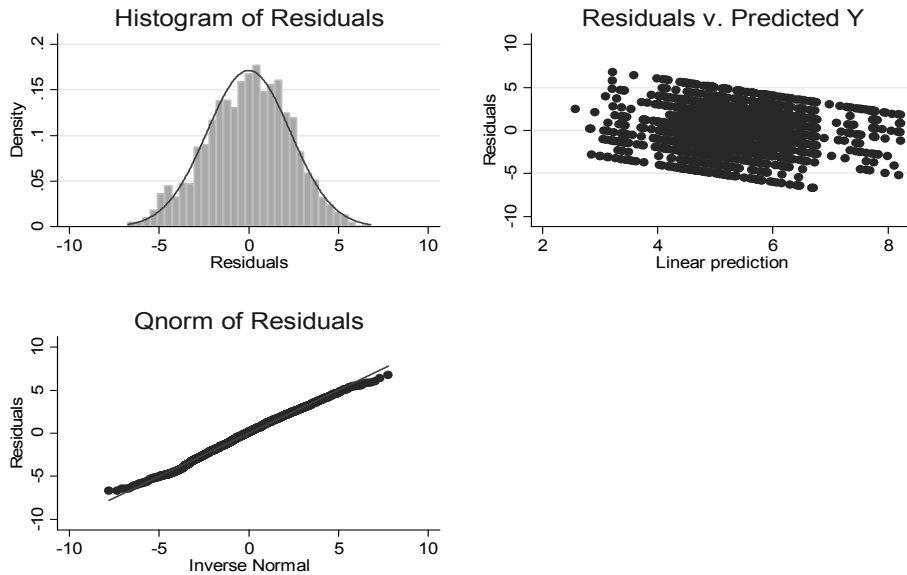 Histogram of Residuals
Density
0 .05 .1 .15 .2
-10 -5 0 5 10
Residuals
Residuals v. Predicted Y
Residuals
-10 -5 0 5 10
2 4 6 8
Linear prediction
Qnorm of Residuals
Residuals
-10 -5 0 5 10
-10 -5 0 5 10
Inverse Normal